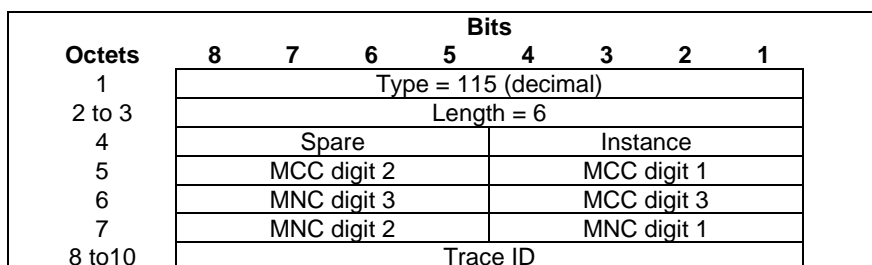 Bits
Octets 8 7 6 5 4 3 2 1
1 Type = 115 (decimal)
2 to 3 Length = 6
4 Spare Instance
5 MCC digit 2 MCC digit 1
6 MNC digit 3 MCC digit 3
7 MNC digit 2 MNC digit 1
8 to10 Trace ID